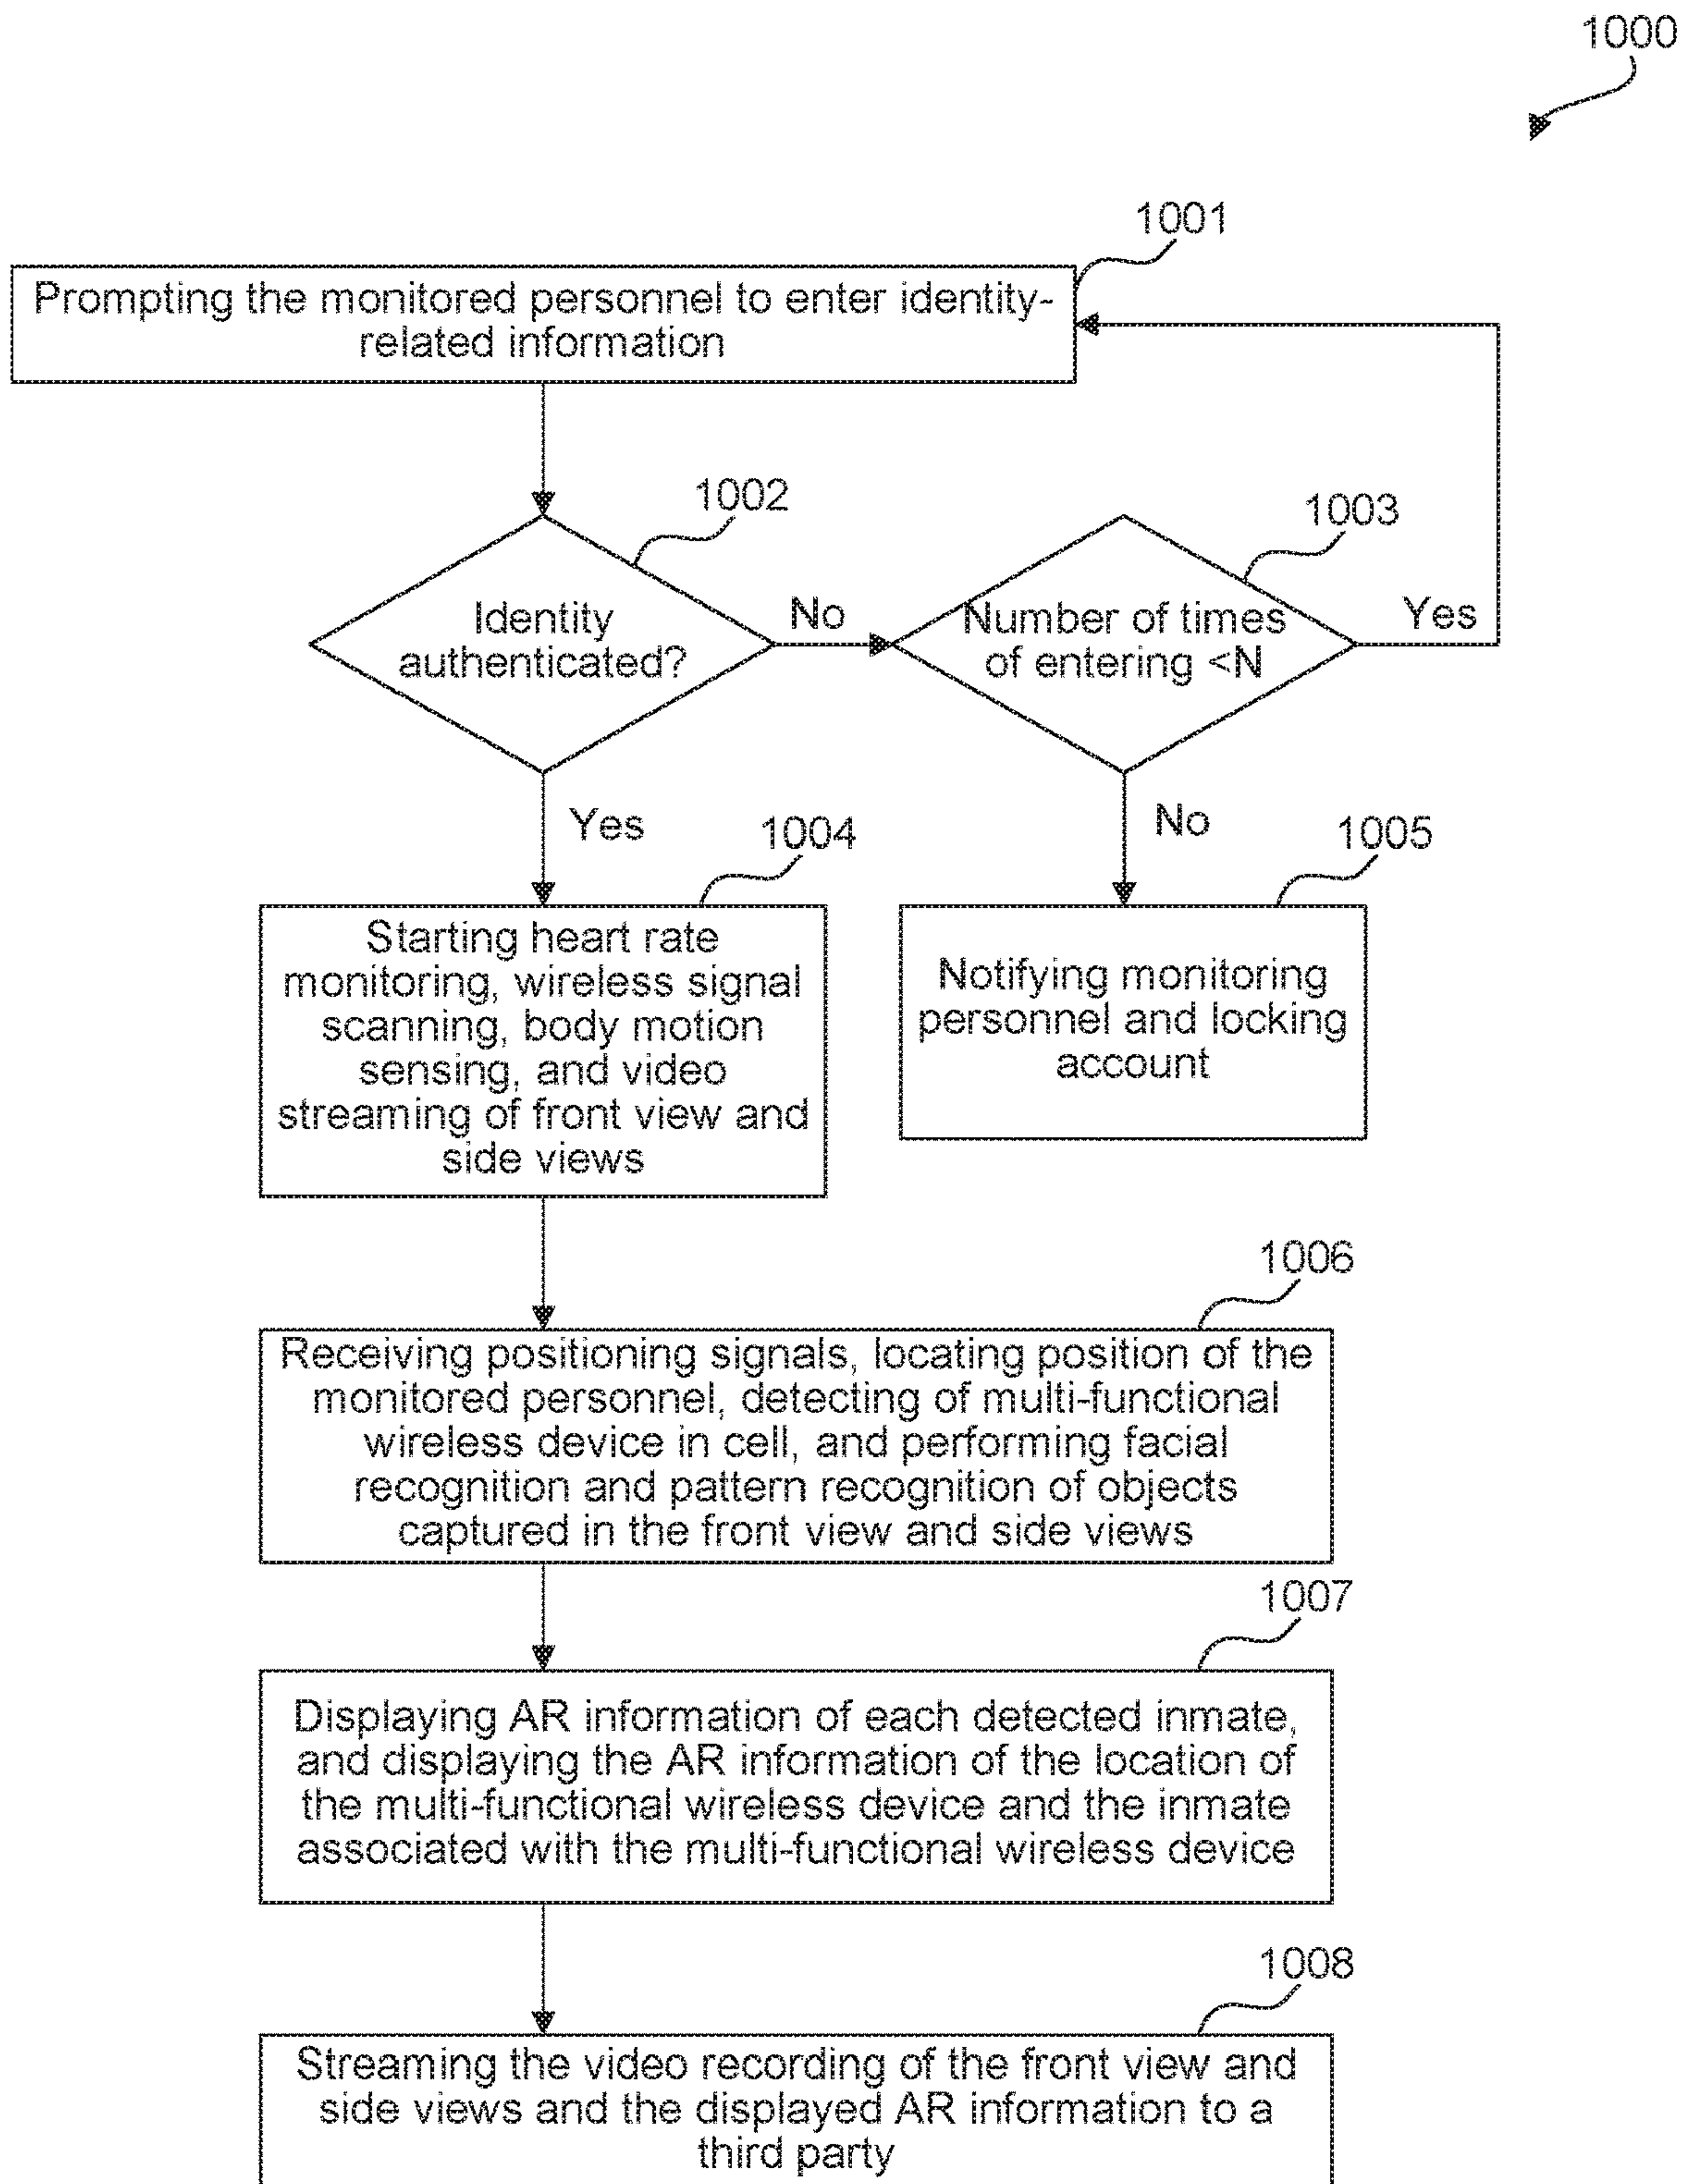 1000
1001
Prompting the monitored personnel to enter identity-
related information
1002
1003
Identity
authenticated?
No
Number of times
of entering <N
Yes
Yes
No
1004
1005
Starting heart rate
monitoring, wireless signal
scanning, body motion
sensing, and video
streaming of front view and
side views
Notifying monitoring
personnel and locking
account
1006
Receiving positioning signals, locating position of the
monitored personnel, detecting of multi-functional
wireless device in cell, and performing facial
recognition and pattern recognition of objects
captured in the front view and side views
1007
Displaying AR information of each detected inmate,
and displaying the AR information of the location of
the multi-functional wireless device and the inmate
associated with the multi-functional wireless device
1008
Streaming the video recording of the front view and
side views and the displayed AR information to a
third party